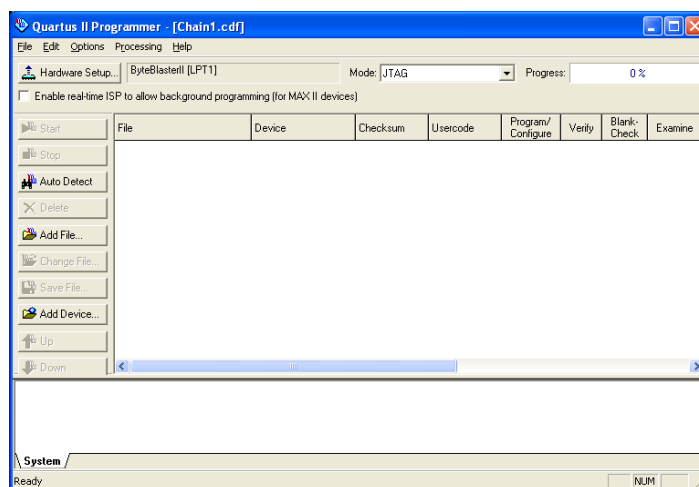 Quartus II Programmer - [Chain1.cdf]
File Edit Options Processing Help
Hardware Setup... ByteBlasterII [LPT1] Mode: JTAG Progress: 0 %
Enable real-time ISP to allow background programming (for MAX II devices)
File Device Checksum Usercode Program/ Configure Verify Blank- Check Examine
Start
Stop
Auto Detect
Delete
Add File...
Change File...
Save File...
Add Device...
Up
Down
System
Ready NUM